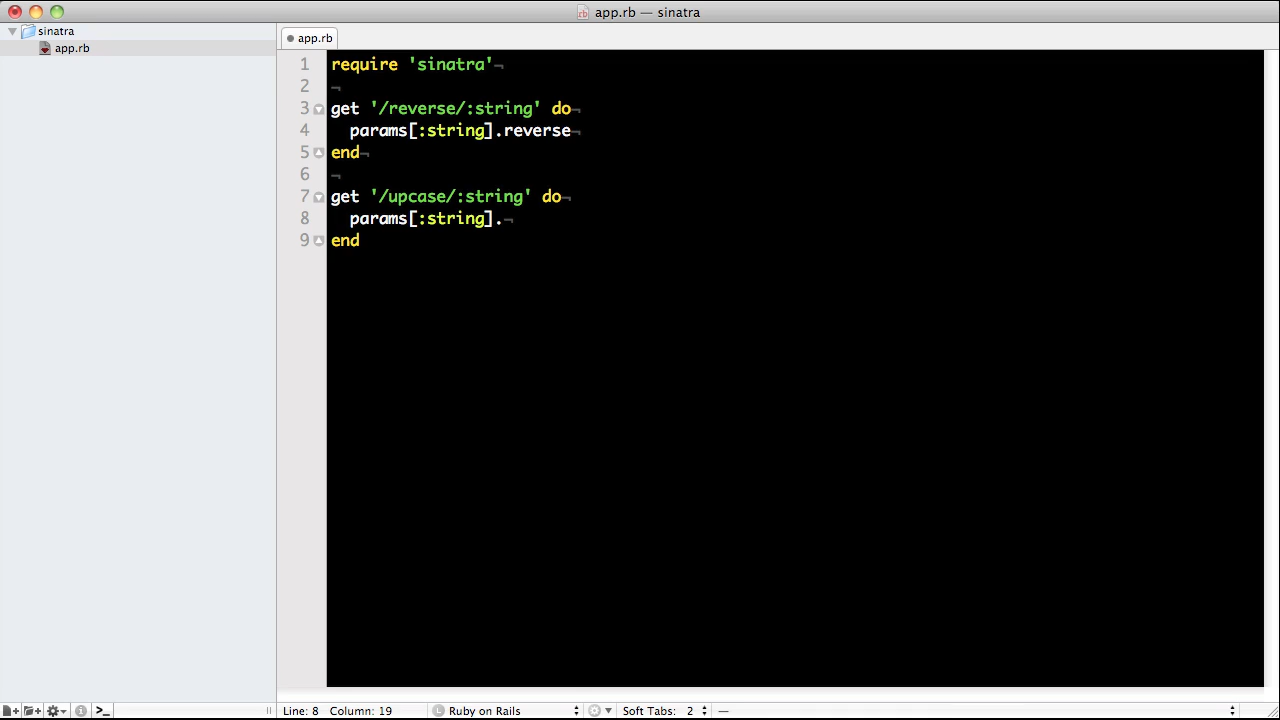 app.rb — sinatra
sinatra
app.rb
app.rb
1 require 'sinatra'¬
2 ¬
3 get '/reverse/:string' do¬
4   params[:string].reverse¬
5 end¬
6 ¬
7 get '/upcase/:string' do¬
8   params[:string].¬
9 end
Line: 8 Column: 19 Ruby on Rails Soft Tabs: 2 —